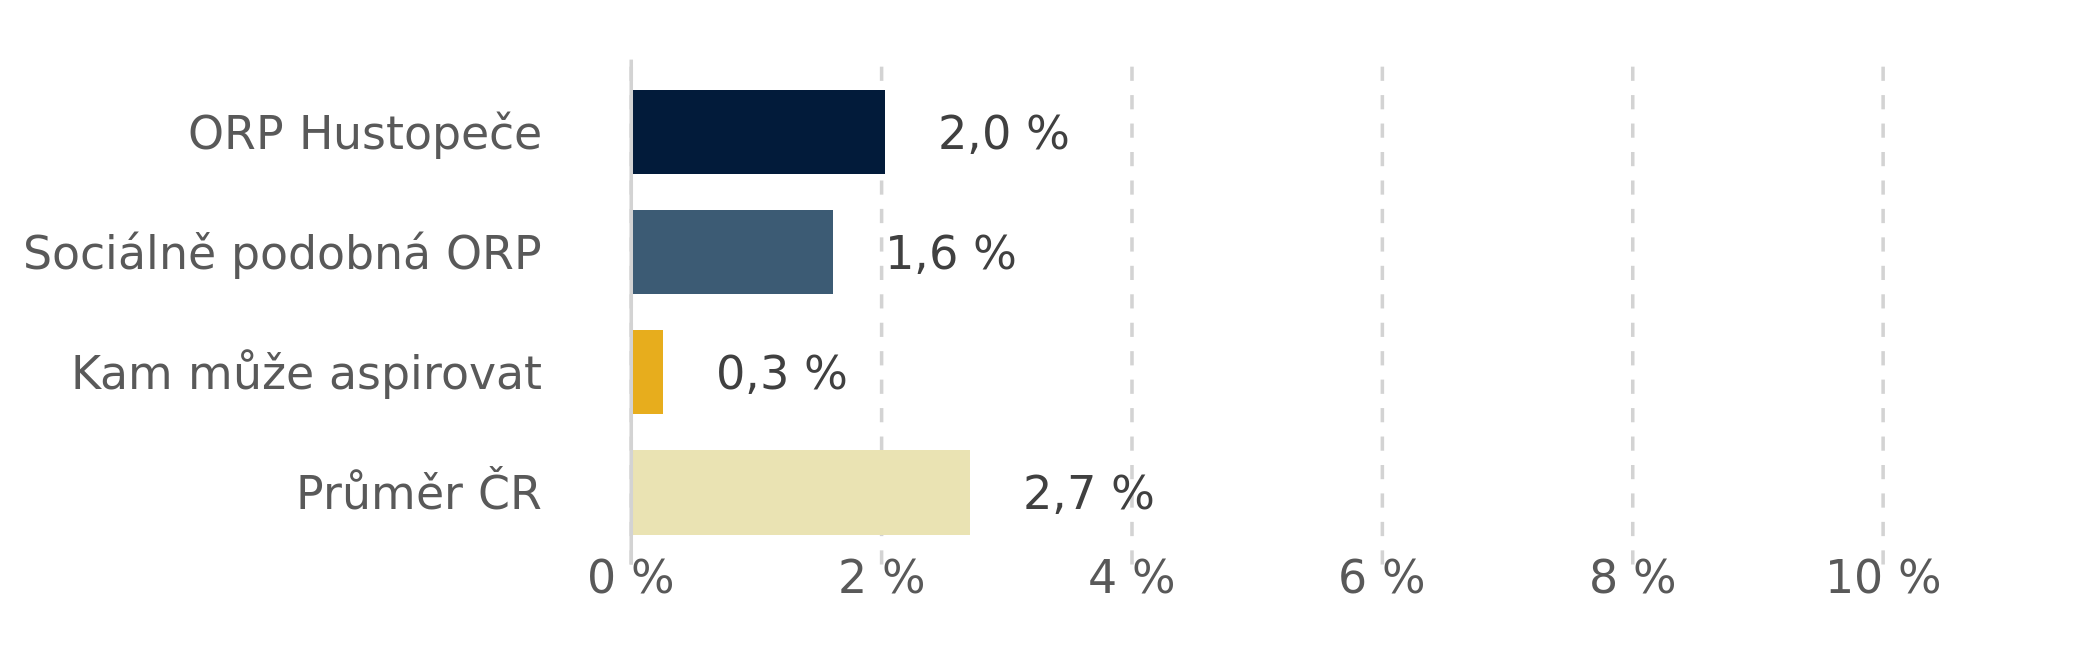 ORP Hustopeče 2,0 %
Sociálně podobná ORP 1,6 %
Kam může aspirovat 0,3 %
Průměr ČR 2,7 %
0 % 2 % 4 % 6 % 8 % 10 %